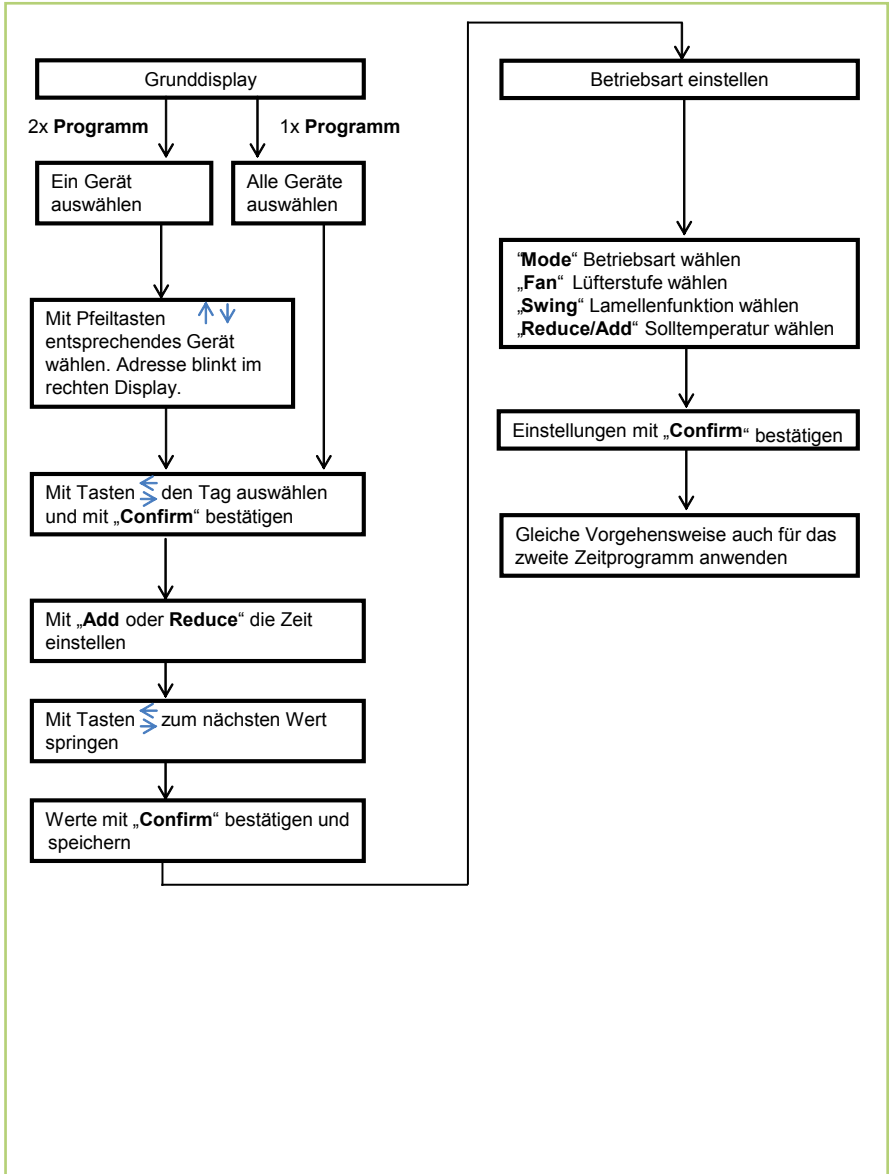 Grunddisplay
2x Programm
1x Programm
Ein Gerät
auswählen
Alle Geräte
auswählen
Mit Pfeiltasten
entsprechendes Gerät
wählen. Adresse blinkt im
rechten Display.
Mit Tasten den Tag auswählen
und mit „Confirm“ bestätigen
Mit „Add oder Reduce“ die Zeit
einstellen
Mit Tasten zum nächsten Wert
springen
Werte mit „Confirm“ bestätigen und
speichern
Betriebsart einstellen
“Mode“ Betriebsart wählen
„Fan“ Lüfterstufe wählen
„Swing“ Lamellenfunktion wählen
„Reduce/Add“ Solltemperatur wählen
Einstellungen mit „Confirm“ bestätigen
Gleiche Vorgehensweise auch für das
zweite Zeitprogramm anwenden